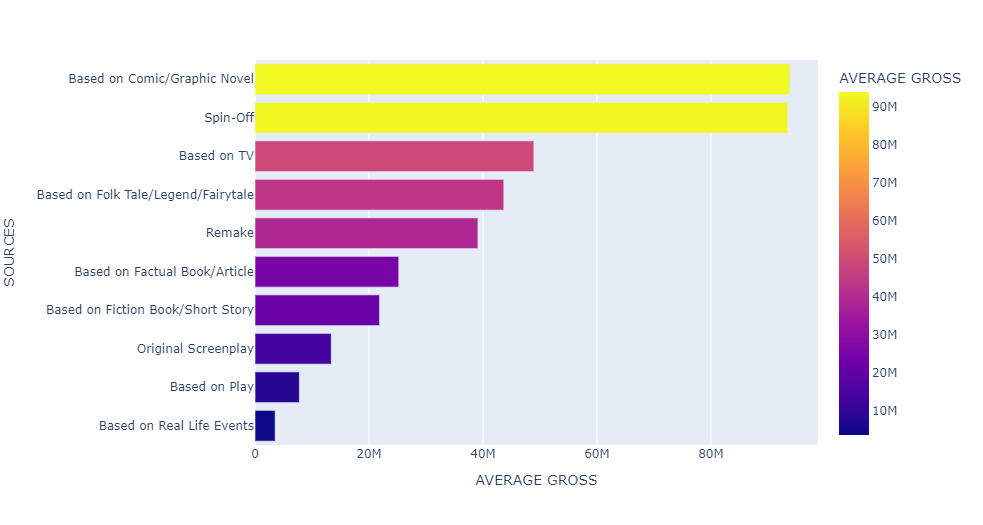 Based on Comic/Graphic Novel
Spin-Off
Based on TV
Based on Folk Tale/Legend/Fairytale
Remake
Based on Factual Book/Article
Based on Fiction Book/Short Story
Original Screenplay
Based on Play
Based on Real Life Events
SOURCES
0 20M 40M 60M 80M
AVERAGE GROSS
AVERAGE GROSS
90M
80M
70M
60M
50M
40M
30M
20M
10M